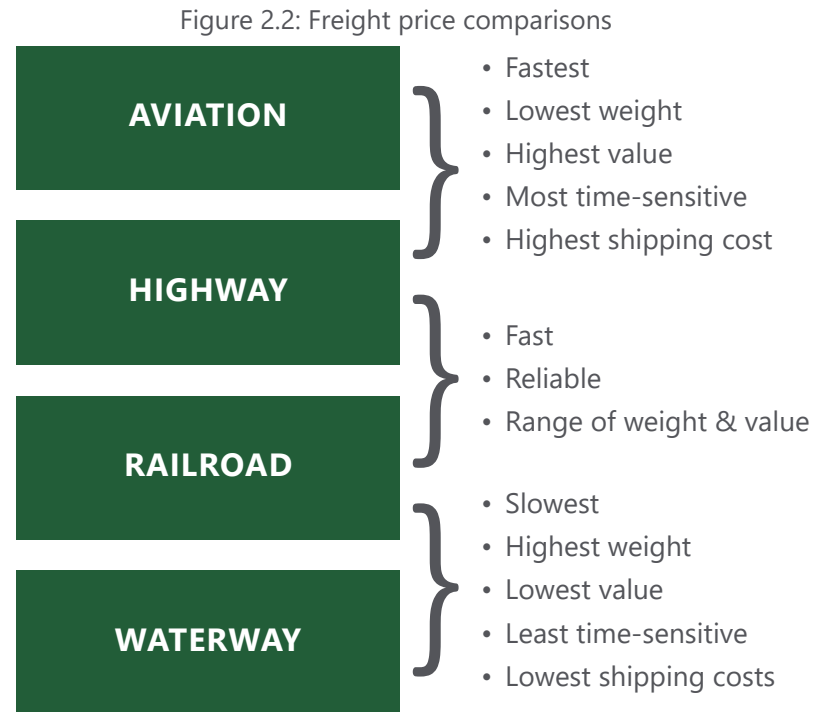 Figure 2.2: Freight price comparisons
AVIATION
• Fastest
• Lowest weight
• Highest value
• Most time-sensitive
• Highest shipping cost
HIGHWAY
• Fast
• Reliable
• Range of weight & value
RAILROAD
• Slowest
• Highest weight
• Lowest value
• Least time-sensitive
• Lowest shipping costs
WATERWAY